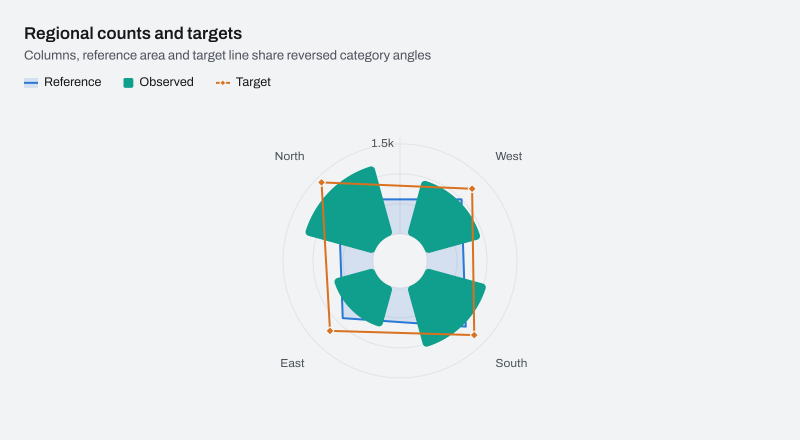 Regional counts and targets
Columns, reference area and target line share reversed category angles
Reference Observed Target
1.5k
North West
East South